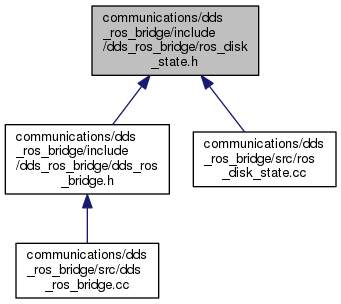 communications/dds
_ros_bridge/include
/dds_ros_bridge/ros_disk
_state.h
communications/dds
_ros_bridge/include
/dds_ros_bridge/dds_ros
_bridge.h
communications/dds
_ros_bridge/src/ros
_disk_state.cc
communications/dds
_ros_bridge/src/dds
_ros_bridge.cc